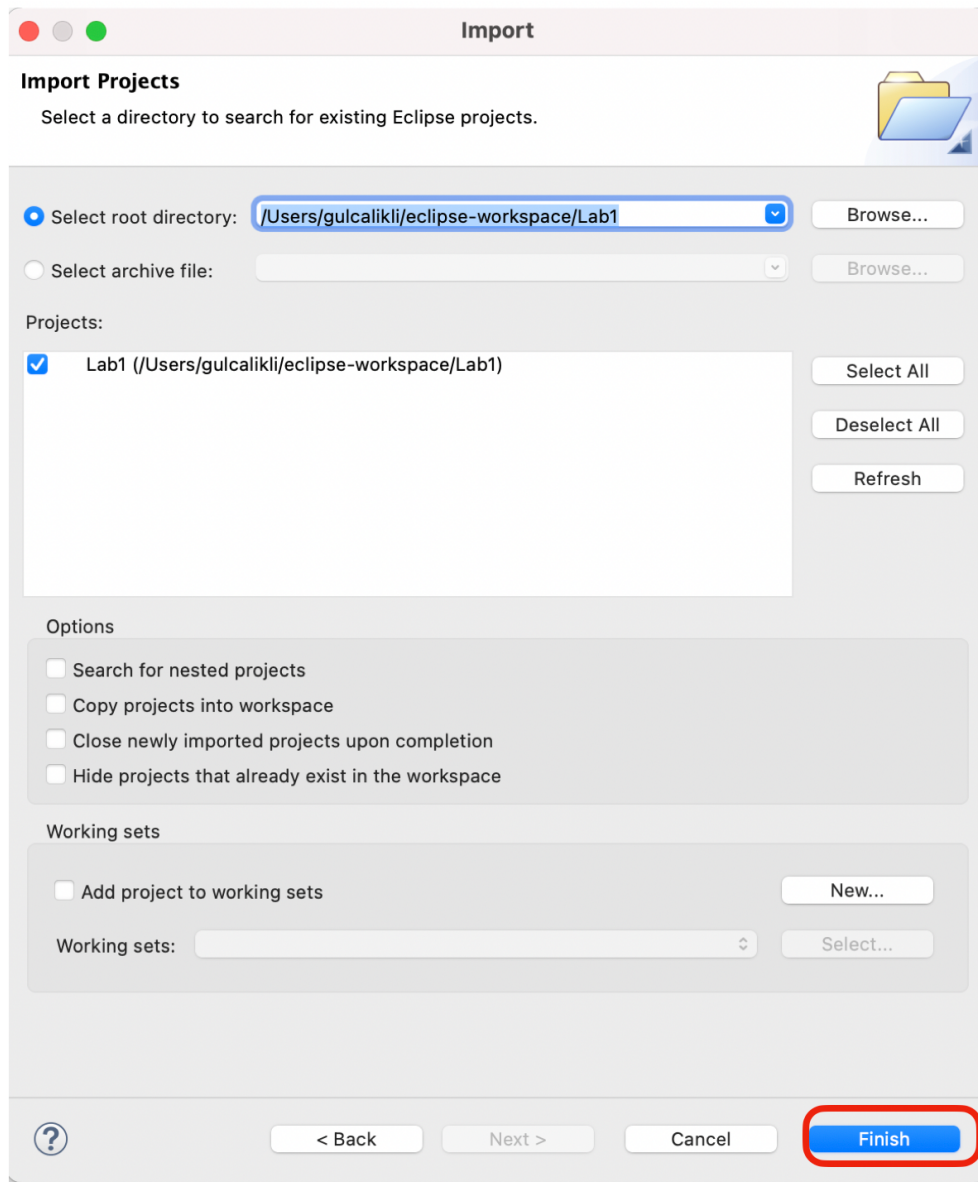 Import
Import Projects
Select a directory to search for existing Eclipse projects.
Select root directory: /Users/gulcalikli/eclipse-workspace/Lab1 Browse...
Select archive file: Browse...
Projects:
Lab1 (/Users/gulcalikli/eclipse-workspace/Lab1)
Select All
Deselect All
Refresh
Options
Search for nested projects
Copy projects into workspace
Close newly imported projects upon completion
Hide projects that already exist in the workspace
Working sets
Add project to working sets New...
Working sets: Select...
? < Back Next > Cancel Finish